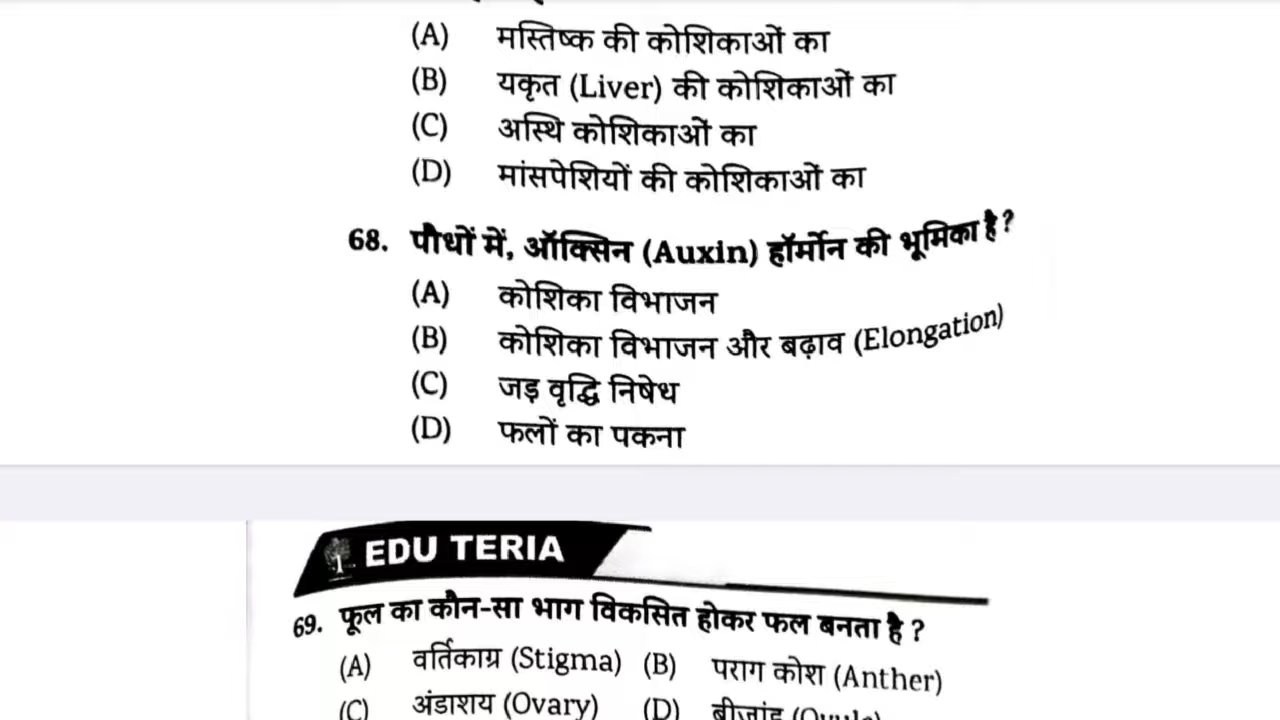 (A) मस्तिष्क की कोशिकाओं का
(B) यकृत (Liver) की कोशिकाओं का
(C) अस्थि कोशिकाओं का
(D) मांसपेशियों की कोशिकाओं का
68. पौधों में, ऑक्सिन (Auxin) हॉर्मोन की भूमिका है?
(A) कोशिका विभाजन
(B) कोशिका विभाजन और बढ़ाव (Elongation)
(C) जड़ वृद्धि निषेध
(D) फलों का पकना
EDU TERIA
69. फूल का कौन-सा भाग विकसित होकर फल बनता है ?
(A) वर्तिकाग्र (Stigma) (B) पराग कोश (Anther)
(C) अंडाशय (Ovary) (D) बीजांड (Ovule)